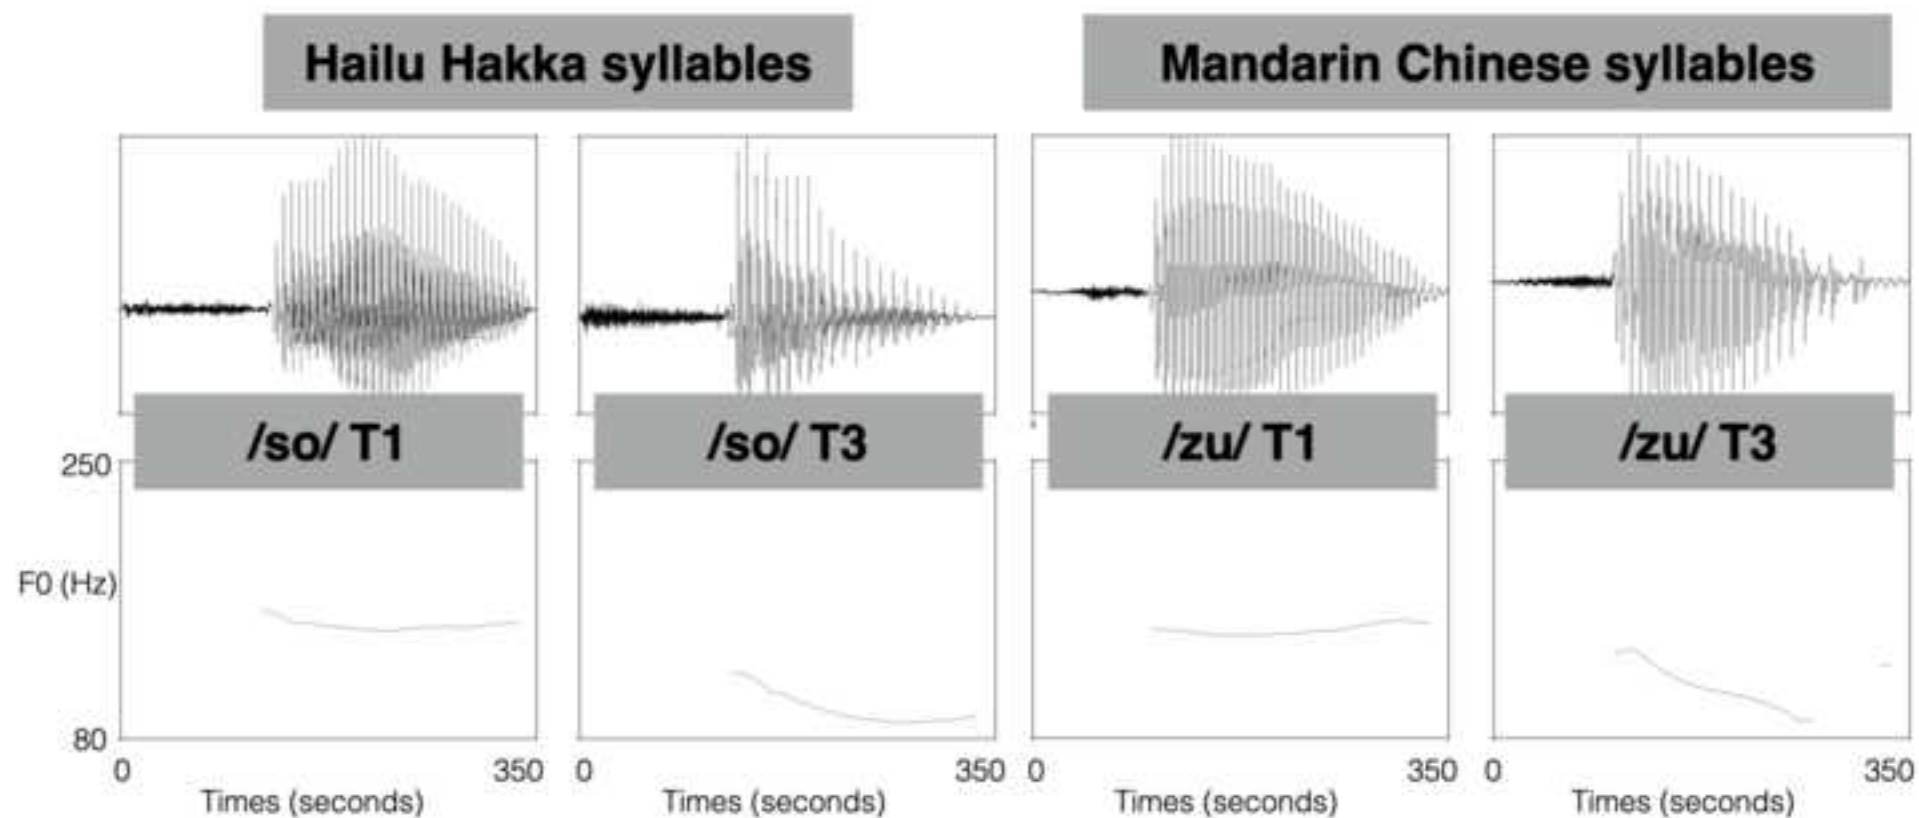 Hailu Hakka syllables
Mandarin Chinese syllables
/so/ T1
/so/ T3
/zu/ T1
/zu/ T3
250
F0 (Hz)
80
0 350 0 350 0 350 0 350
Times (seconds) Times (seconds) Times (seconds) Times (seconds)